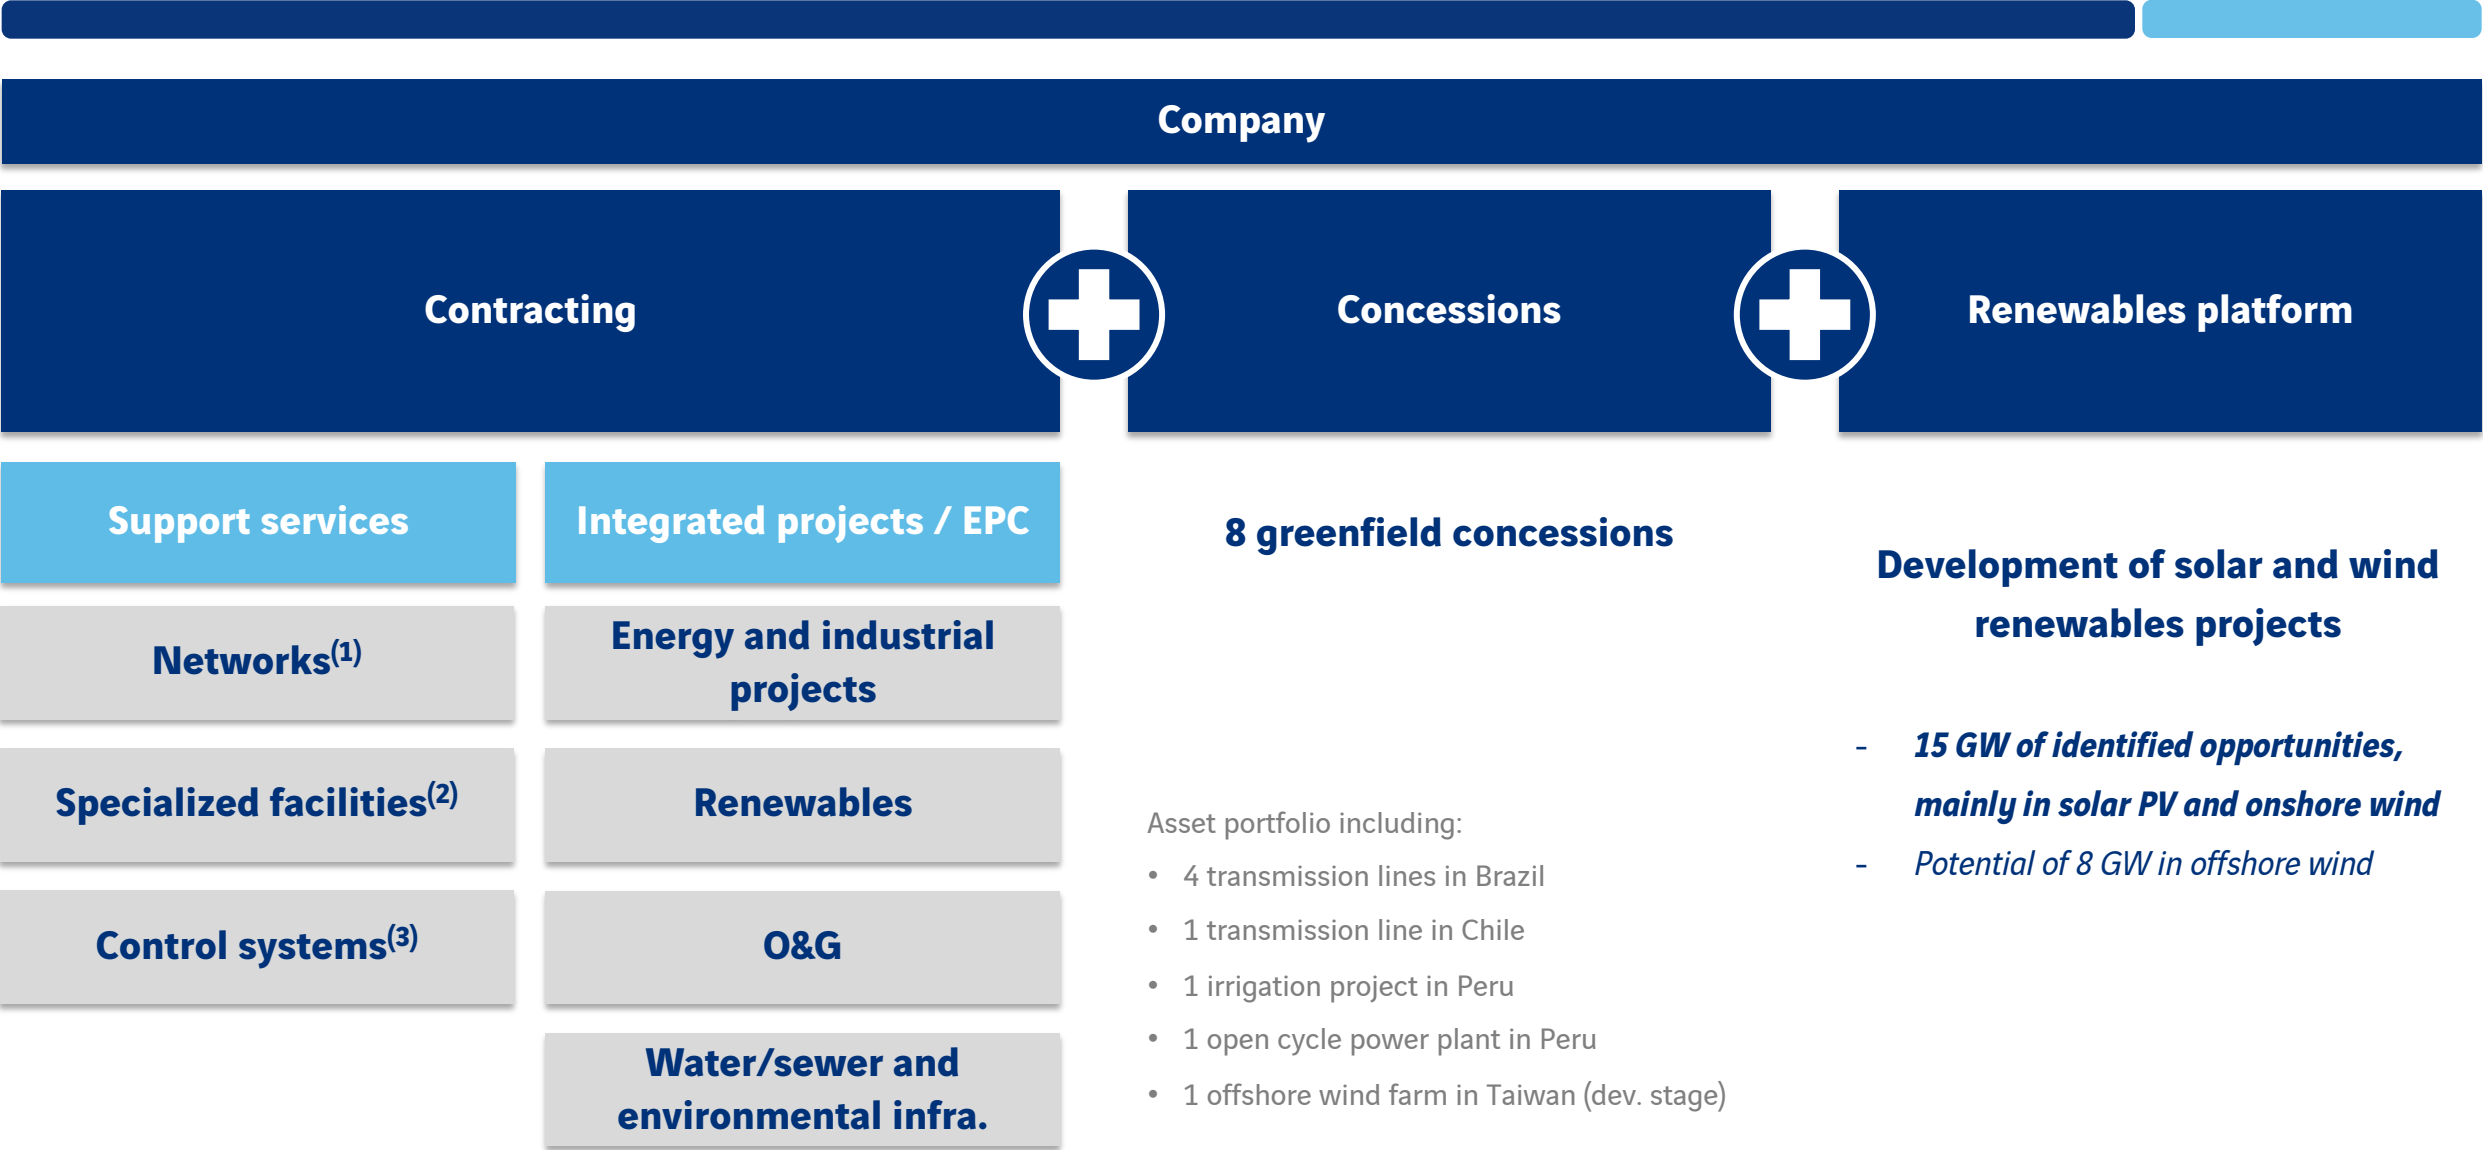 Company
Contracting
Concessions
Renewables platform
Support services
Networks(1)
Specialized facilities(2)
Control systems(3)
Integrated projects / EPC
Energy and industrial
projects
Renewables
O&G
Water/sewer and
environmental infra.
8 greenfield concessions
Asset portfolio including:
• 4 transmission lines in Brazil
• 1 transmission line in Chile
• 1 irrigation project in Peru
• 1 open cycle power plant in Peru
• 1 offshore wind farm in Taiwan (dev. stage)
Development of solar and wind
renewables projects
- 15 GW of identified opportunities,
mainly in solar PV and onshore wind
- Potential of 8 GW in offshore wind